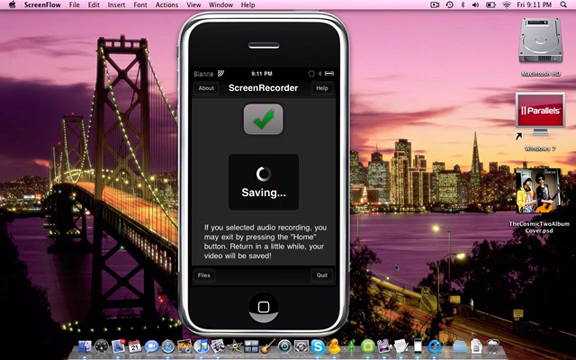 ScreenFlow File Edit Insert Font Actions View Window Help Fri 9:11 PM
Macintosh HD
Parallels
Windows 7
TheCosmicTwoAlbum
Cover.psd
9:11 PM
About ScreenRecorder Help
Saving...
If you selected audio recording, you
may exit by pressing the "Home"
button. Return in a little while, your
video will be saved!
Files Quit